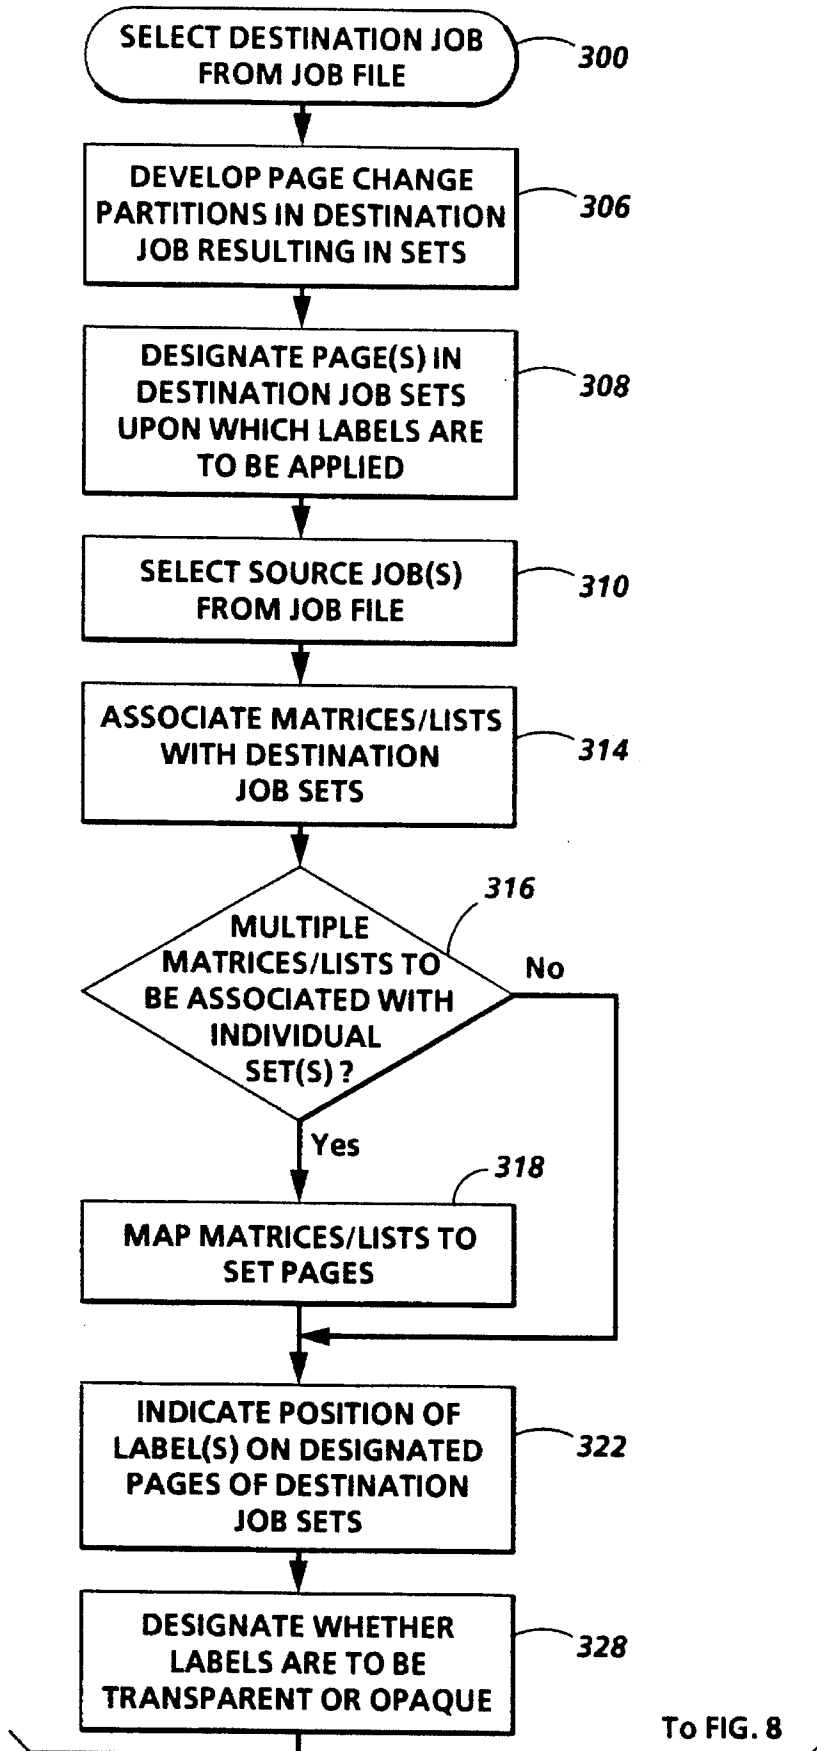 SELECT DESTINATION JOB
FROM JOB FILE
300
DEVELOP PAGE CHANGE
PARTITIONS IN DESTINATION
JOB RESULTING IN SETS
306
DESIGNATE PAGE(S) IN
DESTINATION JOB SETS
UPON WHICH LABELS ARE
TO BE APPLIED
308
SELECT SOURCE JOB(S)
FROM JOB FILE
310
ASSOCIATE MATRICES/LISTS
WITH DESTINATION
JOB SETS
314
316
MULTIPLE
MATRICES/LISTS TO
BE ASSOCIATED WITH
INDIVIDUAL
SET(S) ?
No
Yes
318
MAP MATRICES/LISTS TO
SET PAGES
INDICATE POSITION OF
LABEL(S) ON DESIGNATED
PAGES OF DESTINATION
JOB SETS
322
DESIGNATE WHETHER
LABELS ARE TO BE
TRANSPARENT OR OPAQUE
328
To FIG. 8